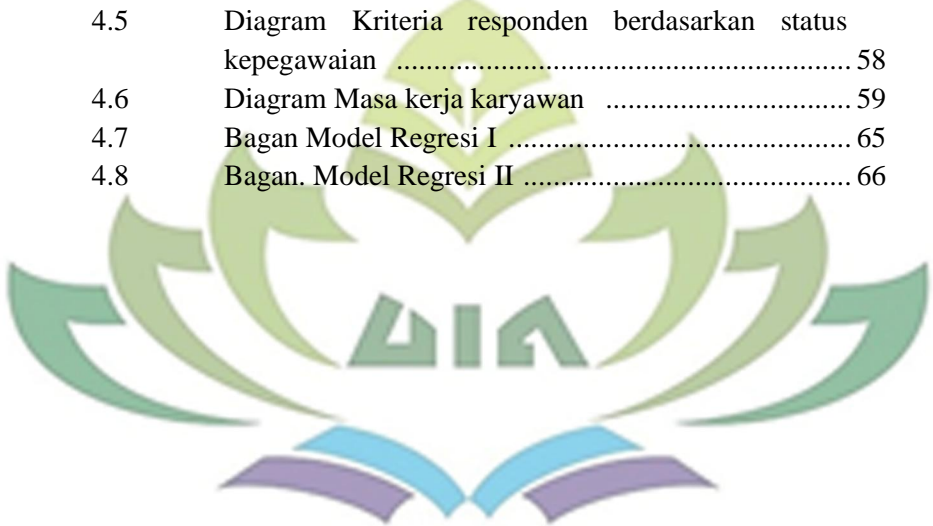 4.5 Diagram Kriteria responden berdasarkan status
kepegawaian ............................................................. 58
4.6 Diagram Masa kerja karyawan ................................. 59
4.7 Bagan Model Regresi I .............................................. 65
4.8 Bagan. Model Regresi II ............................................ 66
UIN